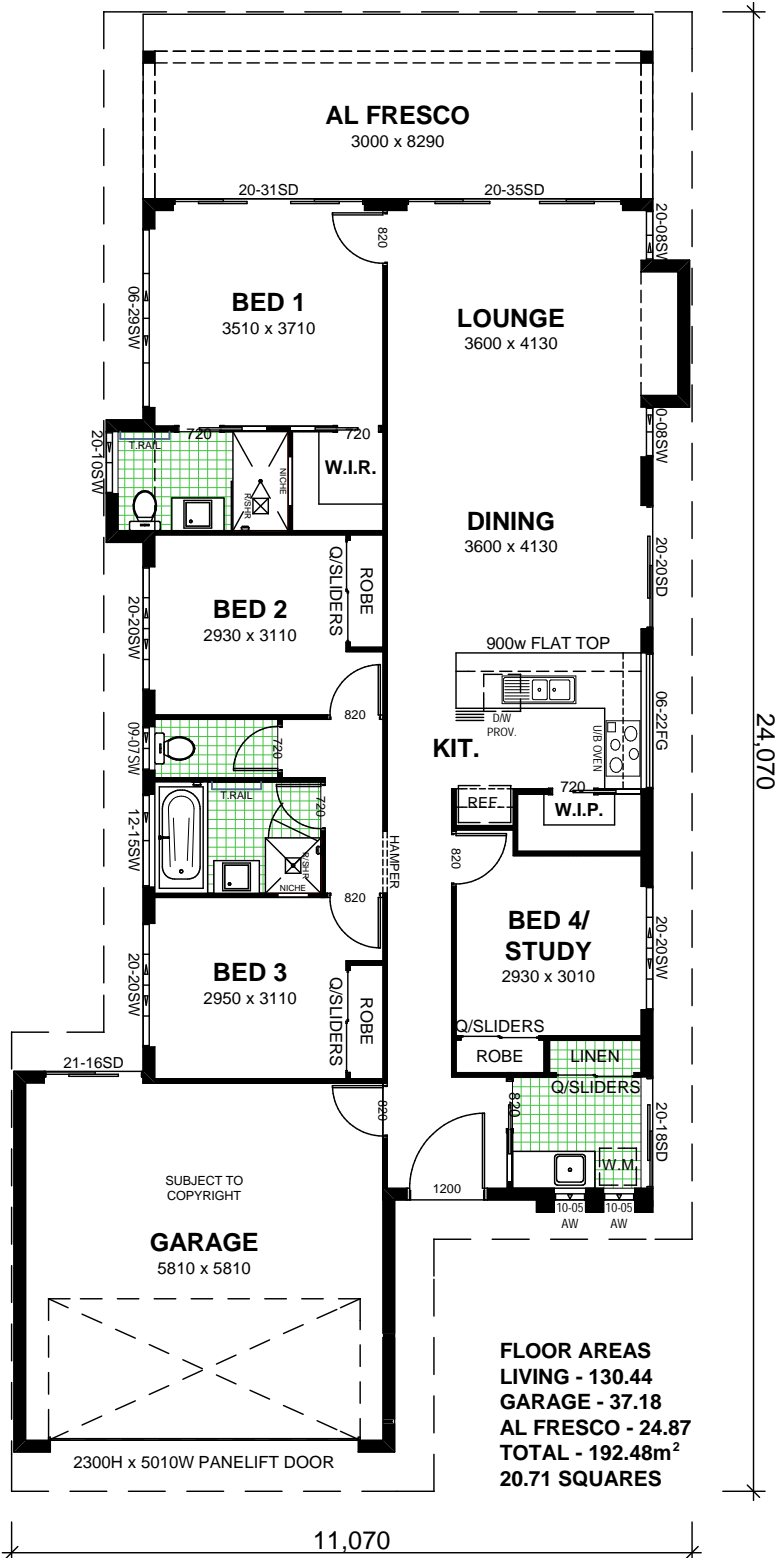 AL FRESCO
3000 x 8290
20-31SD
20-35SD
820
20-08SW
BED 1
3510 x 3710
LOUNGE
3600 x 4130
06-29SW
0-08SW
20-10SW
T.RAIL
720
720
W.I.R.
NICHE
R/SHR
DINING
3600 x 4130
20-20SD
BED 2
2930 x 3110
Q/SLIDERS
ROBE
20-20SW
900w FLAT TOP
06-22FG
D/W
PROV.
U/B OVEN
KIT.
820
09-07SW
720
24,070
T.RAIL
720
REF.
720
W.I.P.
12-15SW
R/SHR
NICHE
HAMPER
820
820
BED 4/
STUDY
2930 x 3010
20-20SW
BED 3
2950 x 3110
Q/SLIDERS
ROBE
20-20SW
Q/SLIDERS
ROBE
LINEN
Q/SLIDERS
21-16SD
820
820
20-18SD
W.M.
1200
10-05
AW
10-05
AW
SUBJECT TO
COPYRIGHT
GARAGE
5810 x 5810
2300H x 5010W PANELIFT DOOR
FLOOR AREAS
LIVING - 130.44
GARAGE - 37.18
AL FRESCO - 24.87
TOTAL - 192.48m²
20.71 SQUARES
11,070